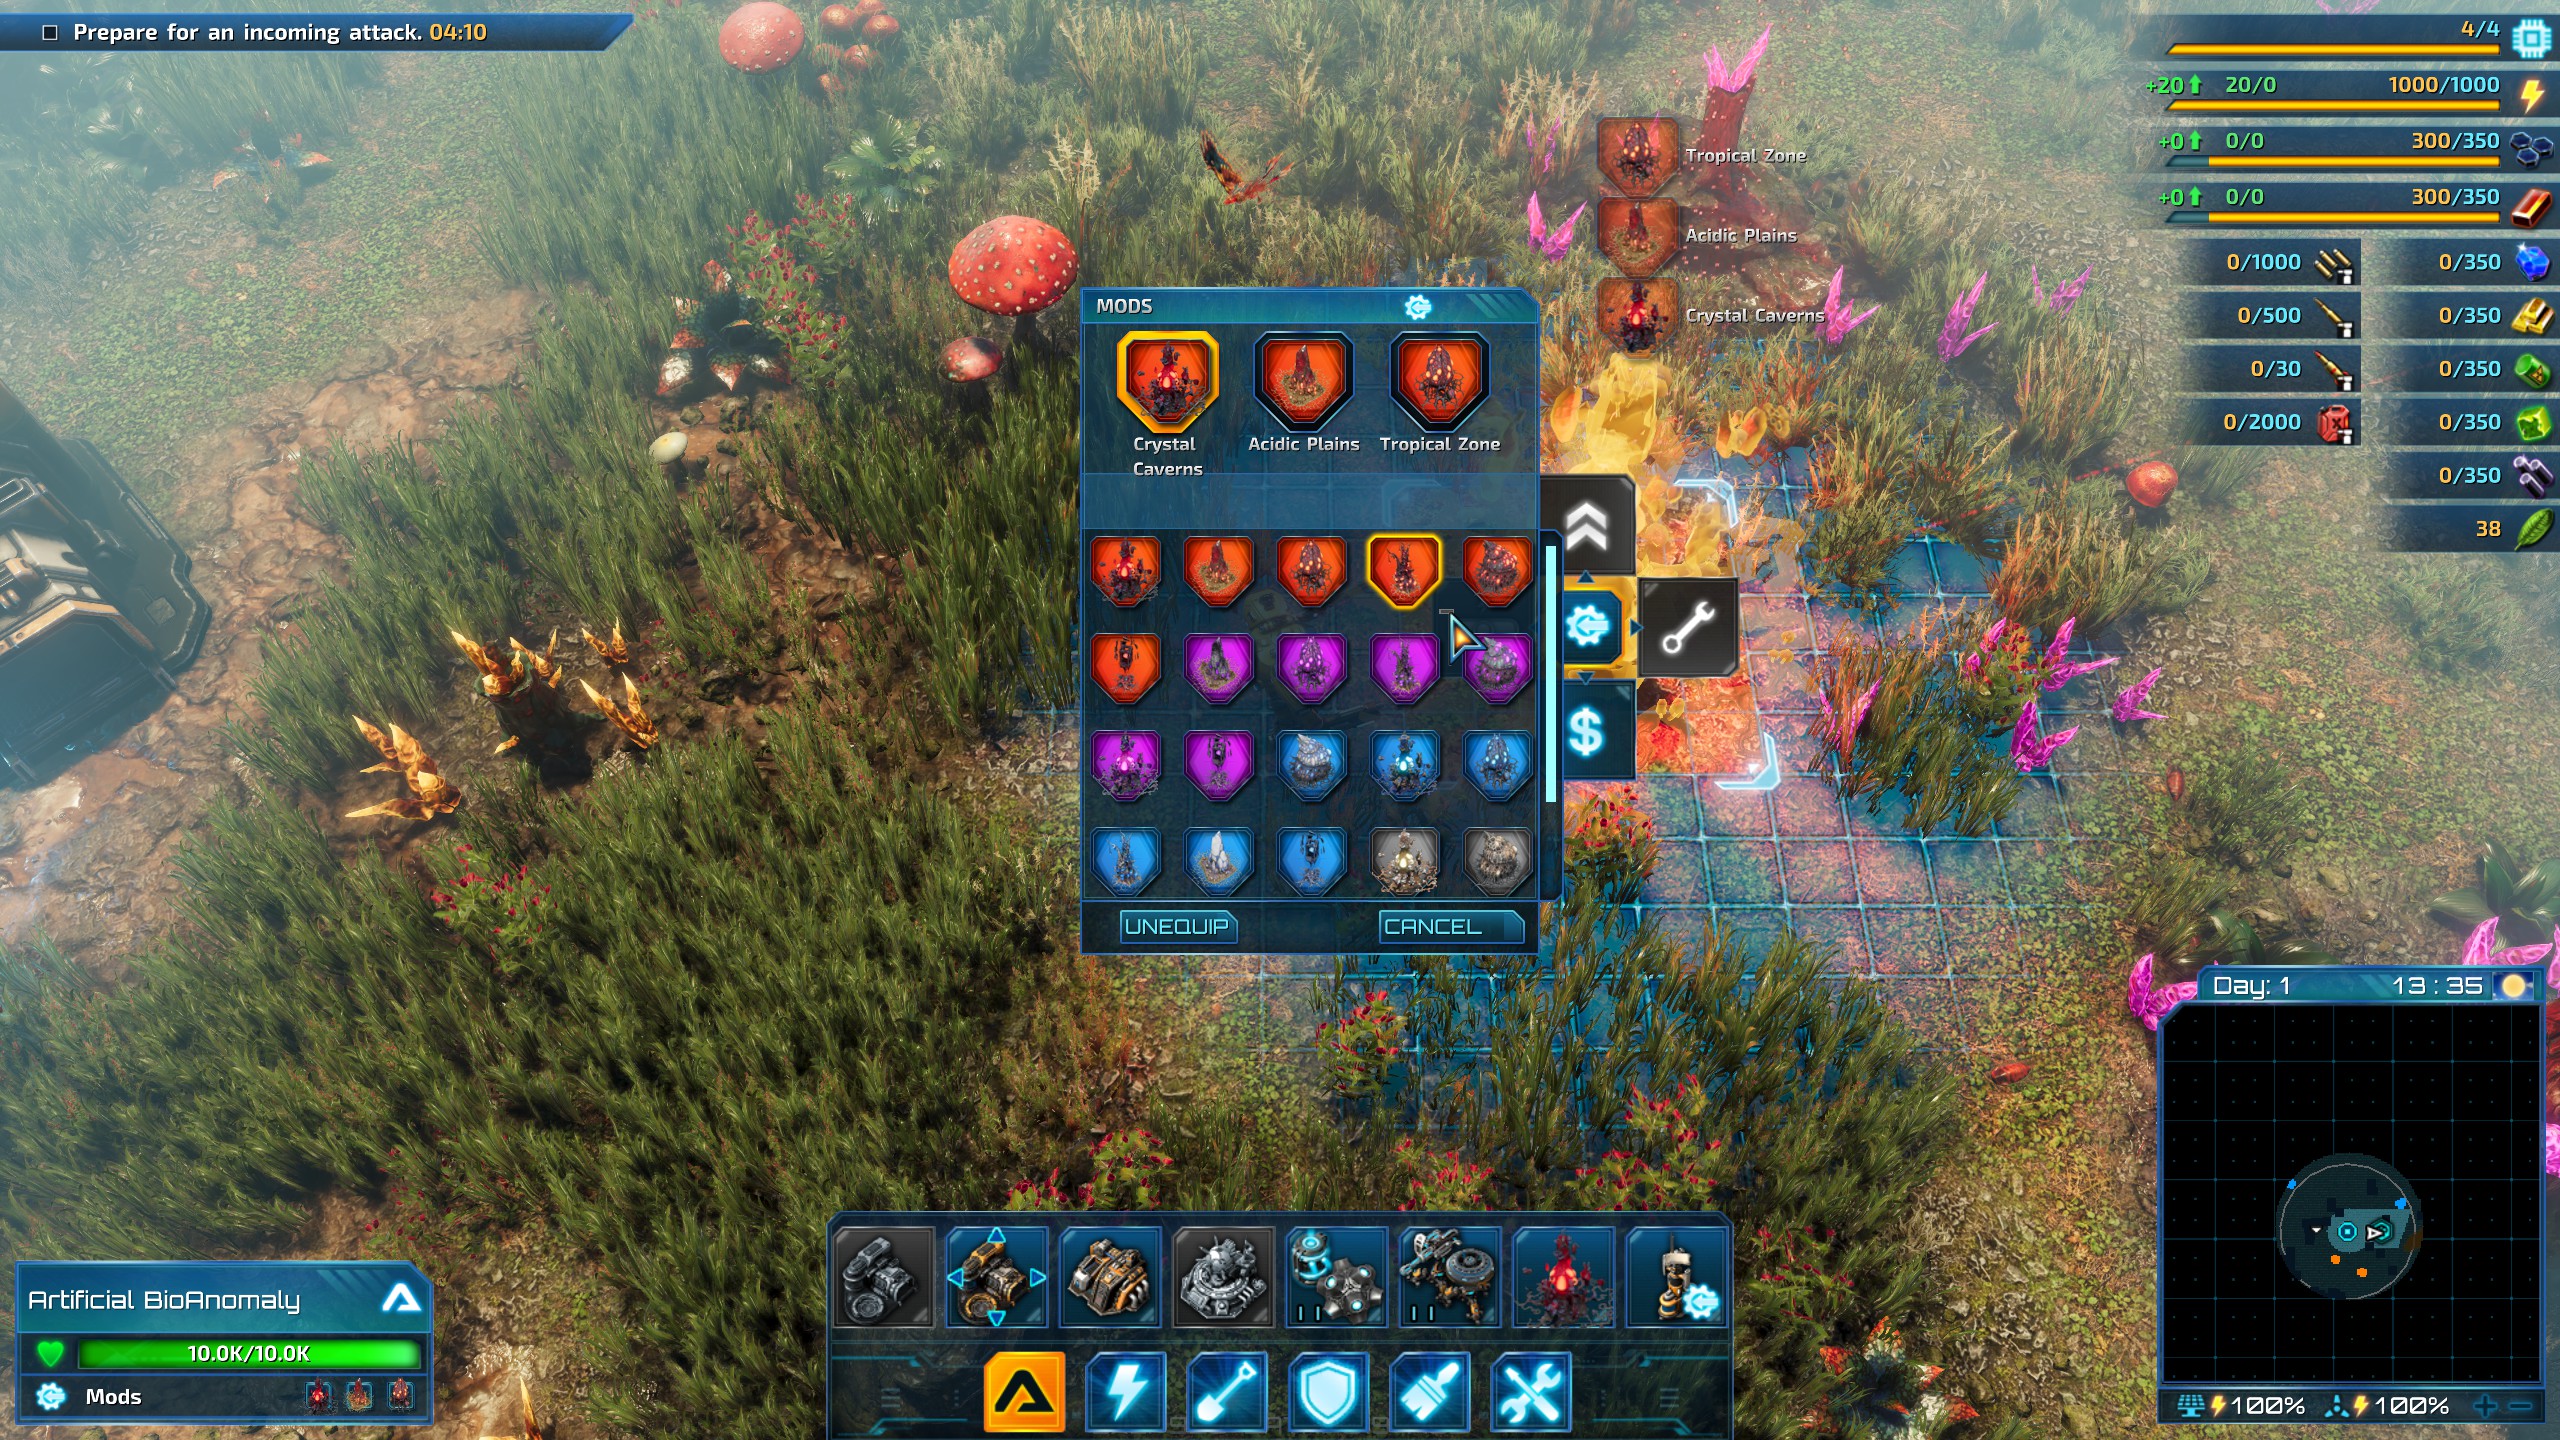 Prepare for an incoming attack. 04:10
4/4
+20 20/0 1000/1000
+0 0/0 300/350
+0 0/0 300/350
0/1000 0/350
0/500 0/350
0/30 0/350
0/2000 0/350
0/350
38
Tropical Zone
Acidic Plains
Crystal Caverns
MODS
Crystal
Caverns
Acidic Plains
Tropical Zone
$
UNEQUIP
CANCEL
Day: 1 13:35
100% 100%
Artificial BioAnomaly
10.0K/10.0K
Mods